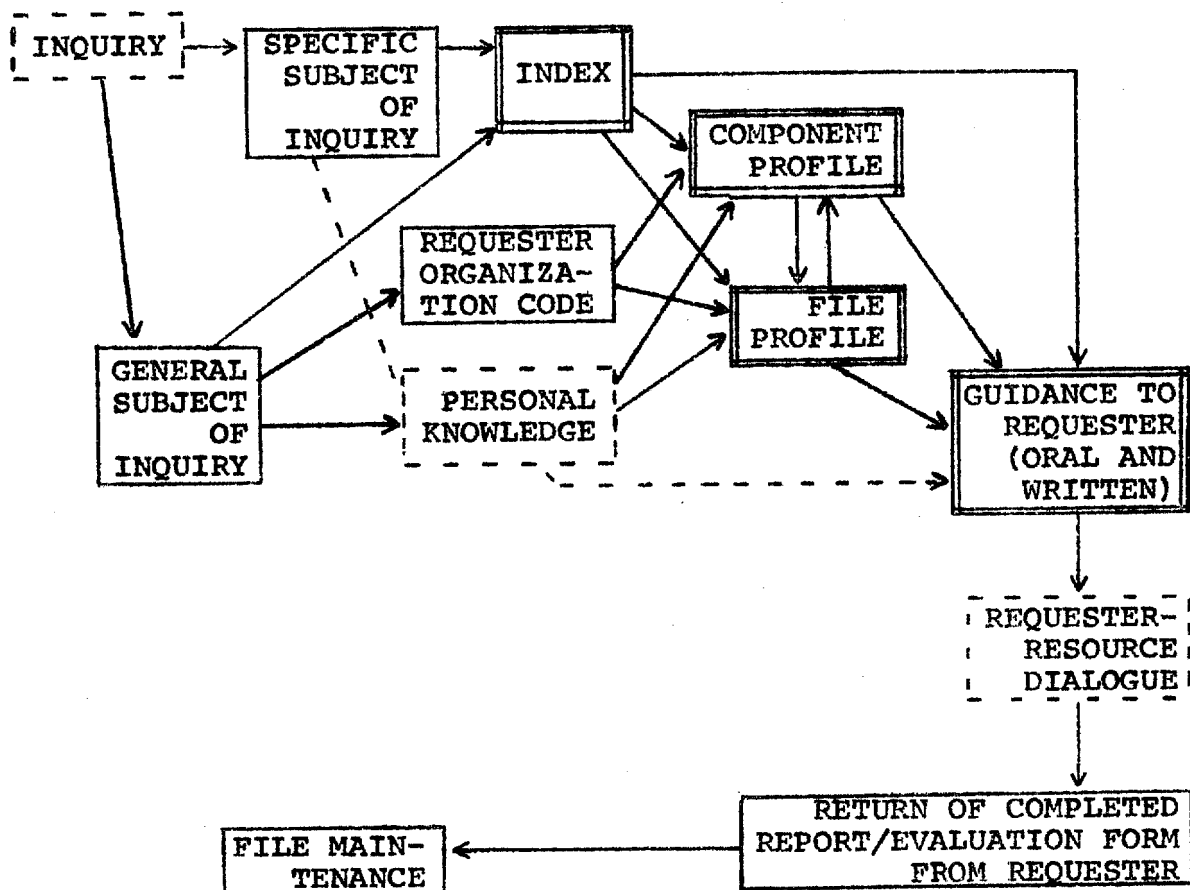 INQUIRY
SPECIFIC
SUBJECT
OF
INQUIRY
INDEX
COMPONENT
PROFILE
REQUESTER
ORGANIZA-
TION CODE
FILE
PROFILE
GENERAL
SUBJECT
OF
INQUIRY
PERSONAL
KNOWLEDGE
GUIDANCE TO
REQUESTER
(ORAL AND
WRITTEN)
REQUESTER-
RESOURCE
DIALOGUE
RETURN OF COMPLETED
REPORT/EVALUATION FORM
FROM REQUESTER
FILE MAIN-
TENANCE